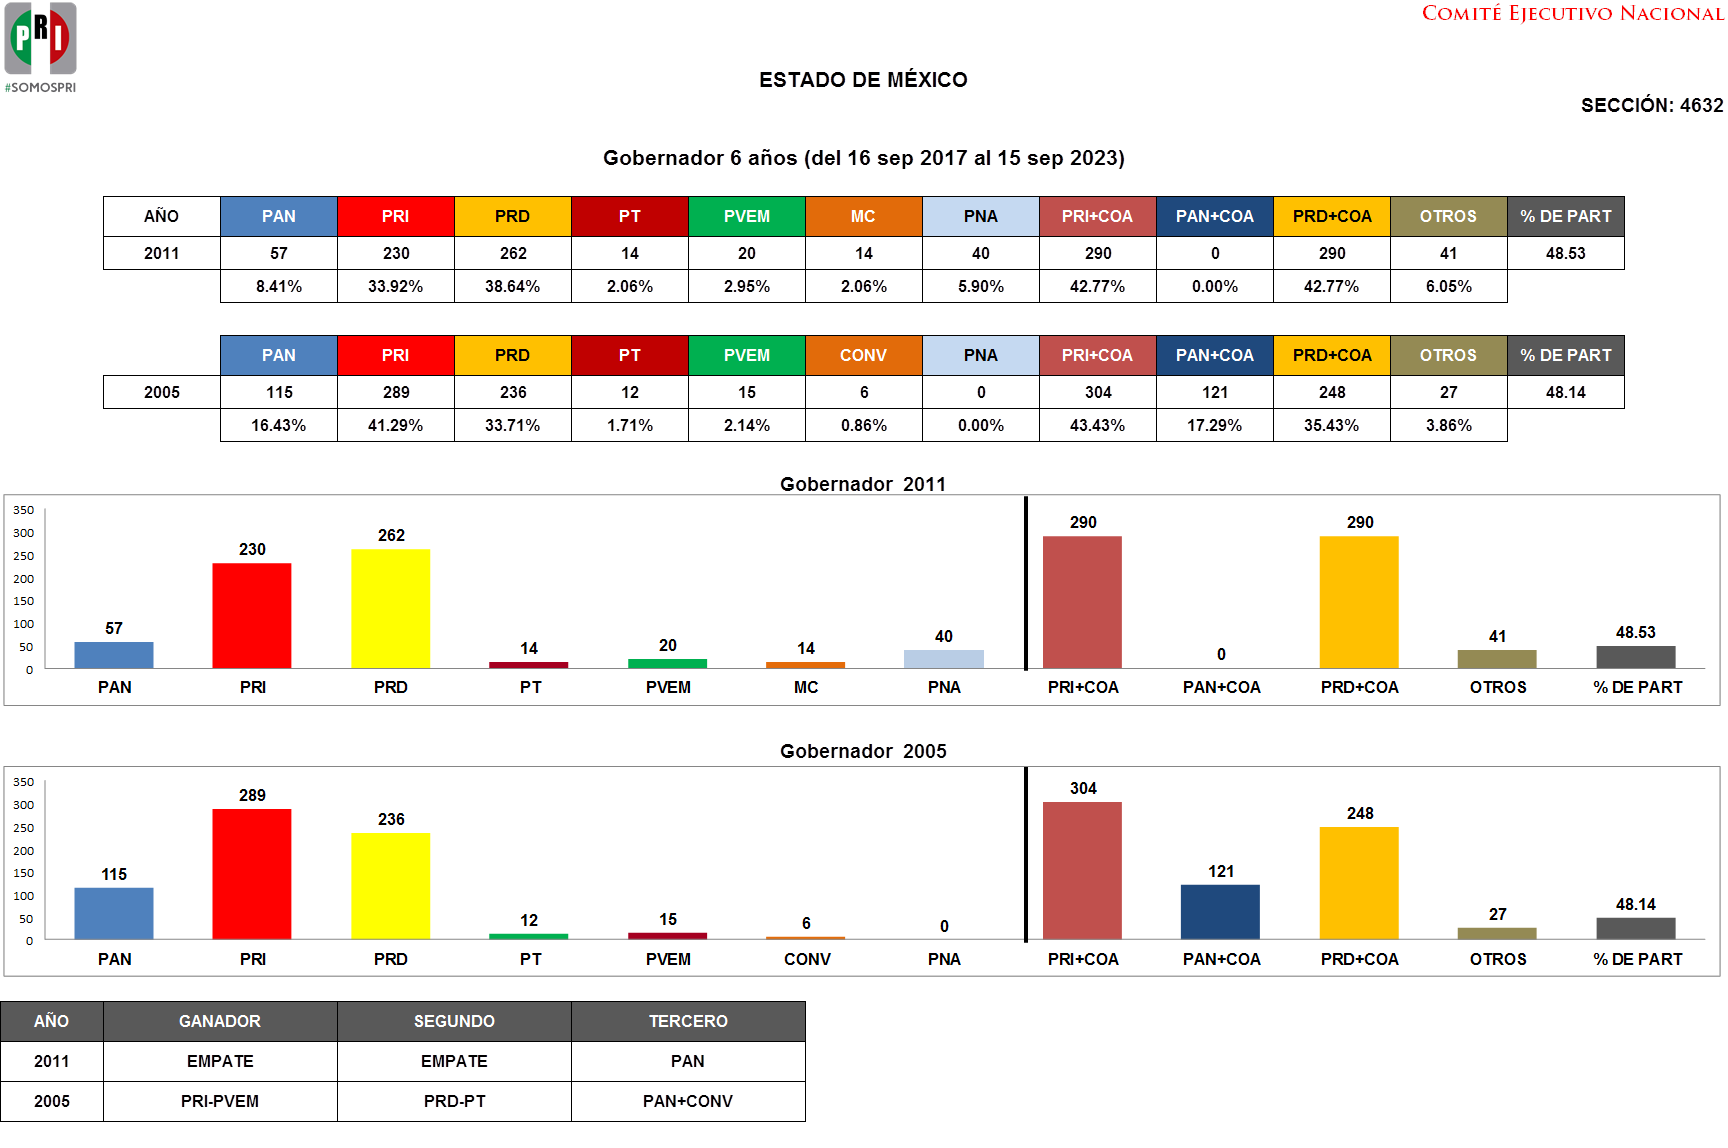 PRI
#SOMOSPRI
COMITÉ EJECUTIVO NACIONAL
ESTADO DE MÉXICO
SECCIÓN: 4632
Gobernador 6 años (del 16 sep 2017 al 15 sep 2023)
AÑO PAN PRI PRD PT PVEM MC PNA PRI+COA PAN+COA PRD+COA OTROS % DE PART
2011 57 230 262 14 20 14 40 290 0 290 41 48.53
8.41% 33.92% 38.64% 2.06% 2.95% 2.06% 5.90% 42.77% 0.00% 42.77% 6.05%
PAN PRI PRD PT PVEM CONV PNA PRI+COA PAN+COA PRD+COA OTROS % DE PART
2005 115 289 236 12 15 6 0 304 121 248 27 48.14
16.43% 41.29% 33.71% 1.71% 2.14% 0.86% 0.00% 43.43% 17.29% 35.43% 3.86%
Gobernador 2011
350
300
250
200
150
100
50
0
57 230 262 14 20 14 40 290 0 290 41 48.53
PAN PRI PRD PT PVEM MC PNA PRI+COA PAN+COA PRD+COA OTROS % DE PART
Gobernador 2005
350
300
250
200
150
100
50
0
115 289 236 12 15 6 0 304 121 248 27 48.14
PAN PRI PRD PT PVEM CONV PNA PRI+COA PAN+COA PRD+COA OTROS % DE PART
AÑO GANADOR SEGUNDO TERCERO
2011 EMPATE EMPATE PAN
2005 PRI-PVEM PRD-PT PAN+CONV